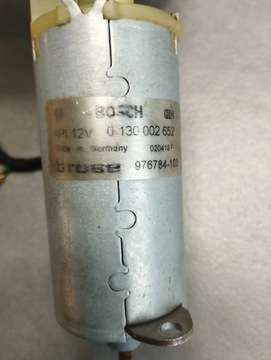 BOSCH
12V 0 130 002 652
Made in Germany 020419
brose 976784-103